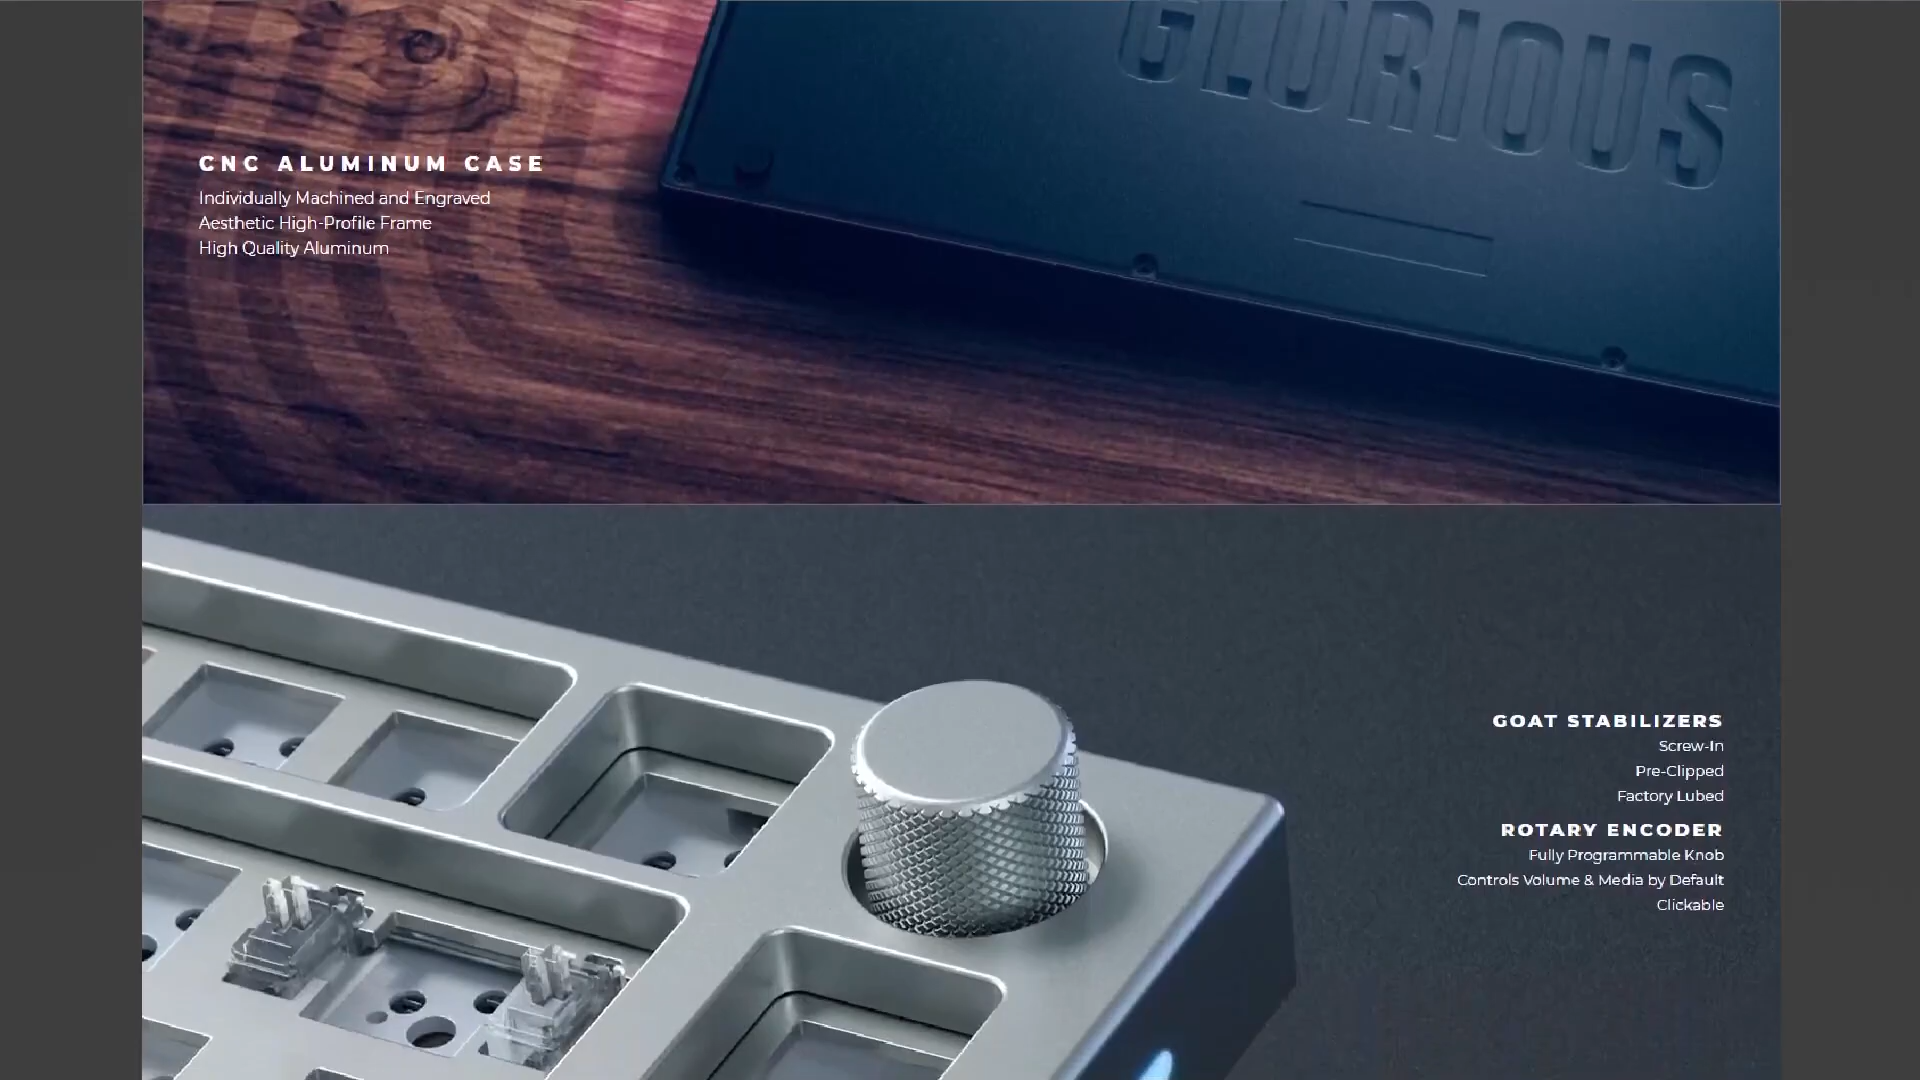 GLORIOUS
CNC ALUMINUM CASE
Individually Machined and Engraved
Aesthetic High-Profile Frame
High Quality Aluminum
GOAT STABILIZERS
Screw-In
Pre-Clipped
Factory Lubed
ROTARY ENCODER
Fully Programmable Knob
Controls Volume & Media by Default
Clickable